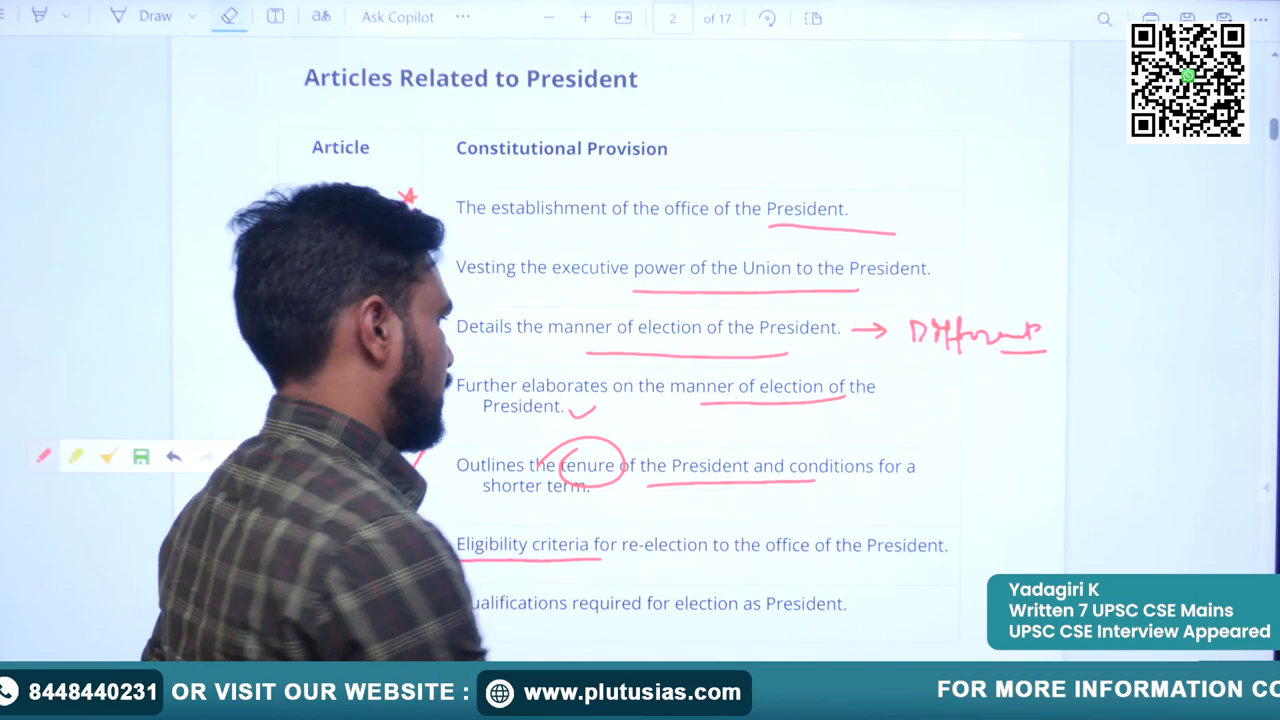 Draw
Ask Copilot
2 of 17
Articles Related to President
Article
Constitutional Provision
The establishment of the office of the President.
Vesting the executive power of the Union to the President.
Details the manner of election of the President. → Different
Further elaborates on the manner of election of the
President.
Outlines the tenure of the President and conditions for a
shorter term.
Eligibility criteria for re-election to the office of the President.
ualifications required for election as President.
Yadagiri K
Written 7 UPSC CSE Mains
UPSC CSE Interview Appeared
8448440231 OR VISIT OUR WEBSITE : www.plutusias.com FOR MORE INFORMATION CO